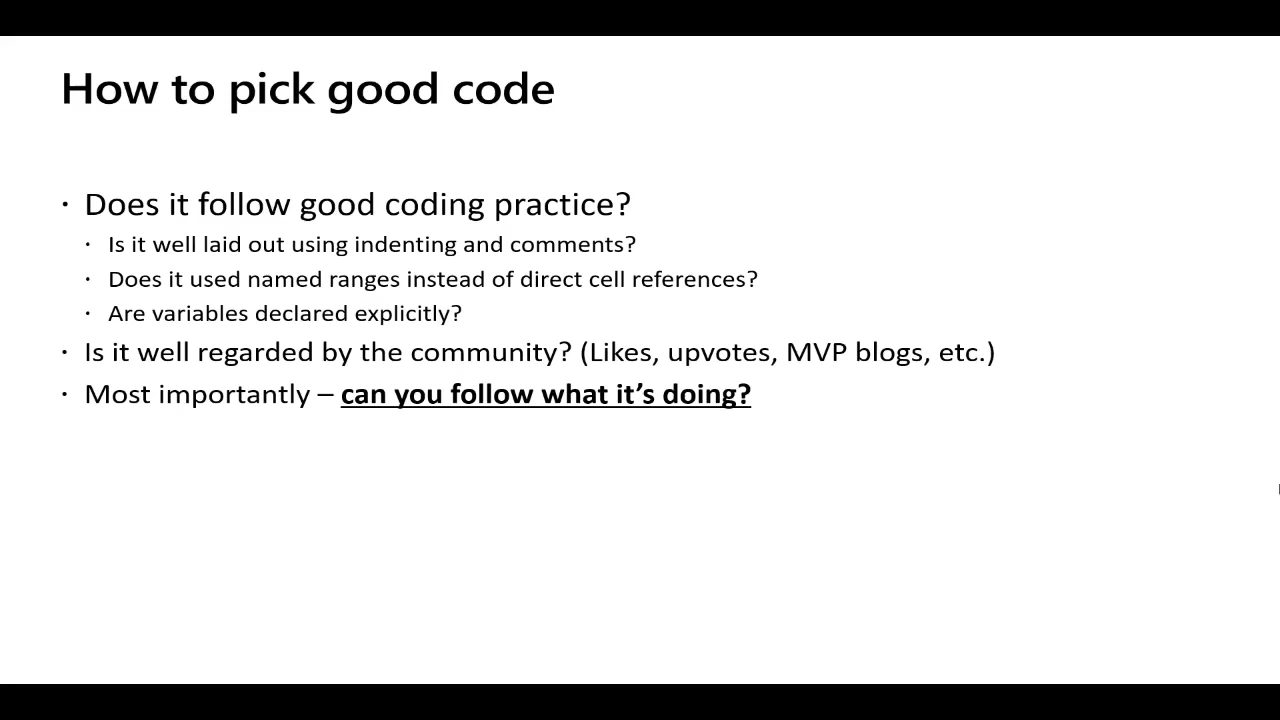 How to pick good code
· Does it follow good coding practice?
· Is it well laid out using indenting and comments?
· Does it used named ranges instead of direct cell references?
· Are variables declared explicitly?
· Is it well regarded by the community? (Likes, upvotes, MVP blogs, etc.)
· Most importantly – can you follow what it’s doing?